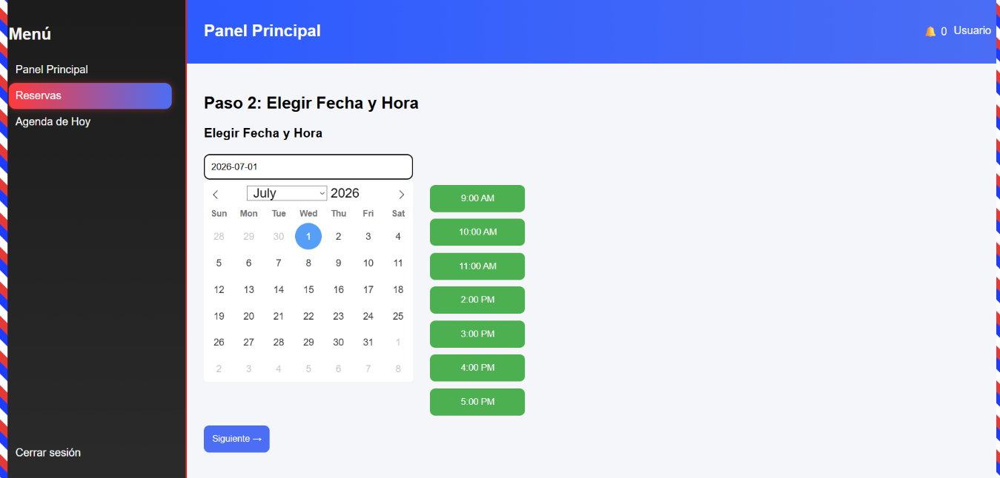 Menú
Panel Principal
Reservas
Agenda de Hoy
Cerrar sesión
Panel Principal
🔔 0 Usuario
Paso 2: Elegir Fecha y Hora
Elegir Fecha y Hora
2026-07-01
July 2026
Sun Mon Tue Wed Thu Fri Sat
28 29 30 1 2 3 4
5 6 7 8 9 10 11
12 13 14 15 16 17 18
19 20 21 22 23 24 25
26 27 28 29 30 31 1
2 3 4 5 6 7 8
9:00 AM
10:00 AM
11:00 AM
2:00 PM
3:00 PM
4:00 PM
5:00 PM
Siguiente →